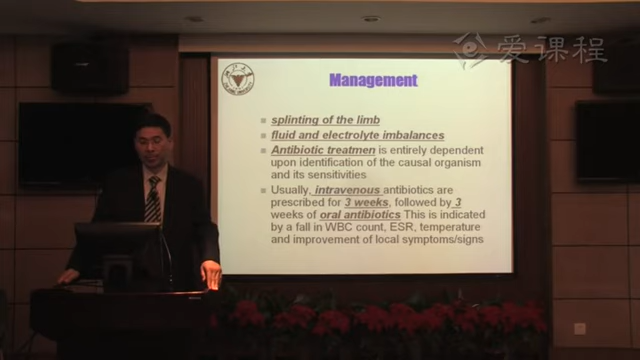 爱课程
Management
splinting of the limb
fluid and electrolyte imbalances
Antibiotic treatmen is entirely dependent
upon identification of the causal organism
and its sensitivities
Usually, intravenous antibiotics are
prescribed for 3 weeks, followed by 3
weeks of oral antibiotics This is indicated
by a fall in WBC count, ESR, temperature
and improvement of local symptoms/signs